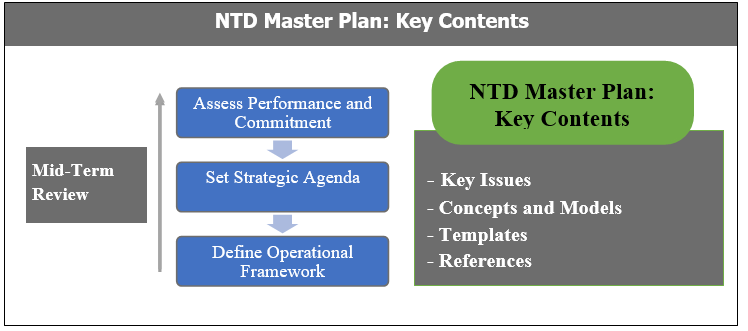 NTD Master Plan: Key Contents
Mid-Term
Review
Assess Performance and
Commitment
Set Strategic Agenda
Define Operational
Framework
NTD Master Plan:
Key Contents
- Key Issues
- Concepts and Models
- Templates
- References